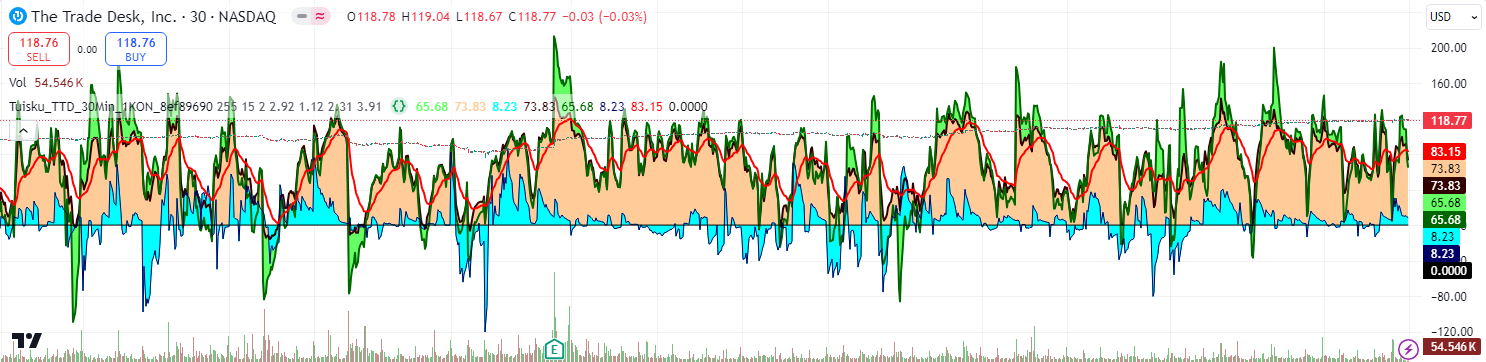 The Trade Desk, Inc. · 30 · NASDAQ O118.78 H119.04 L118.67 C118.77 −0.03 (−0.03%)
USD
118.76
SELL
0.00
118.76
BUY
200.00
Vol 54.546 K
160.00
Tuisku_TTD_30Min_1KON_8ef89690 255 15 2 2.92 1.12 2.31 3.91 {} 65.68 73.83 8.23 73.83 65.68 8.23 83.15 0.0000
118.77
83.15
73.83
73.83
65.68
65.68
8.23
8.23
0.0000
−80.00
−120.00
E
54.546 K